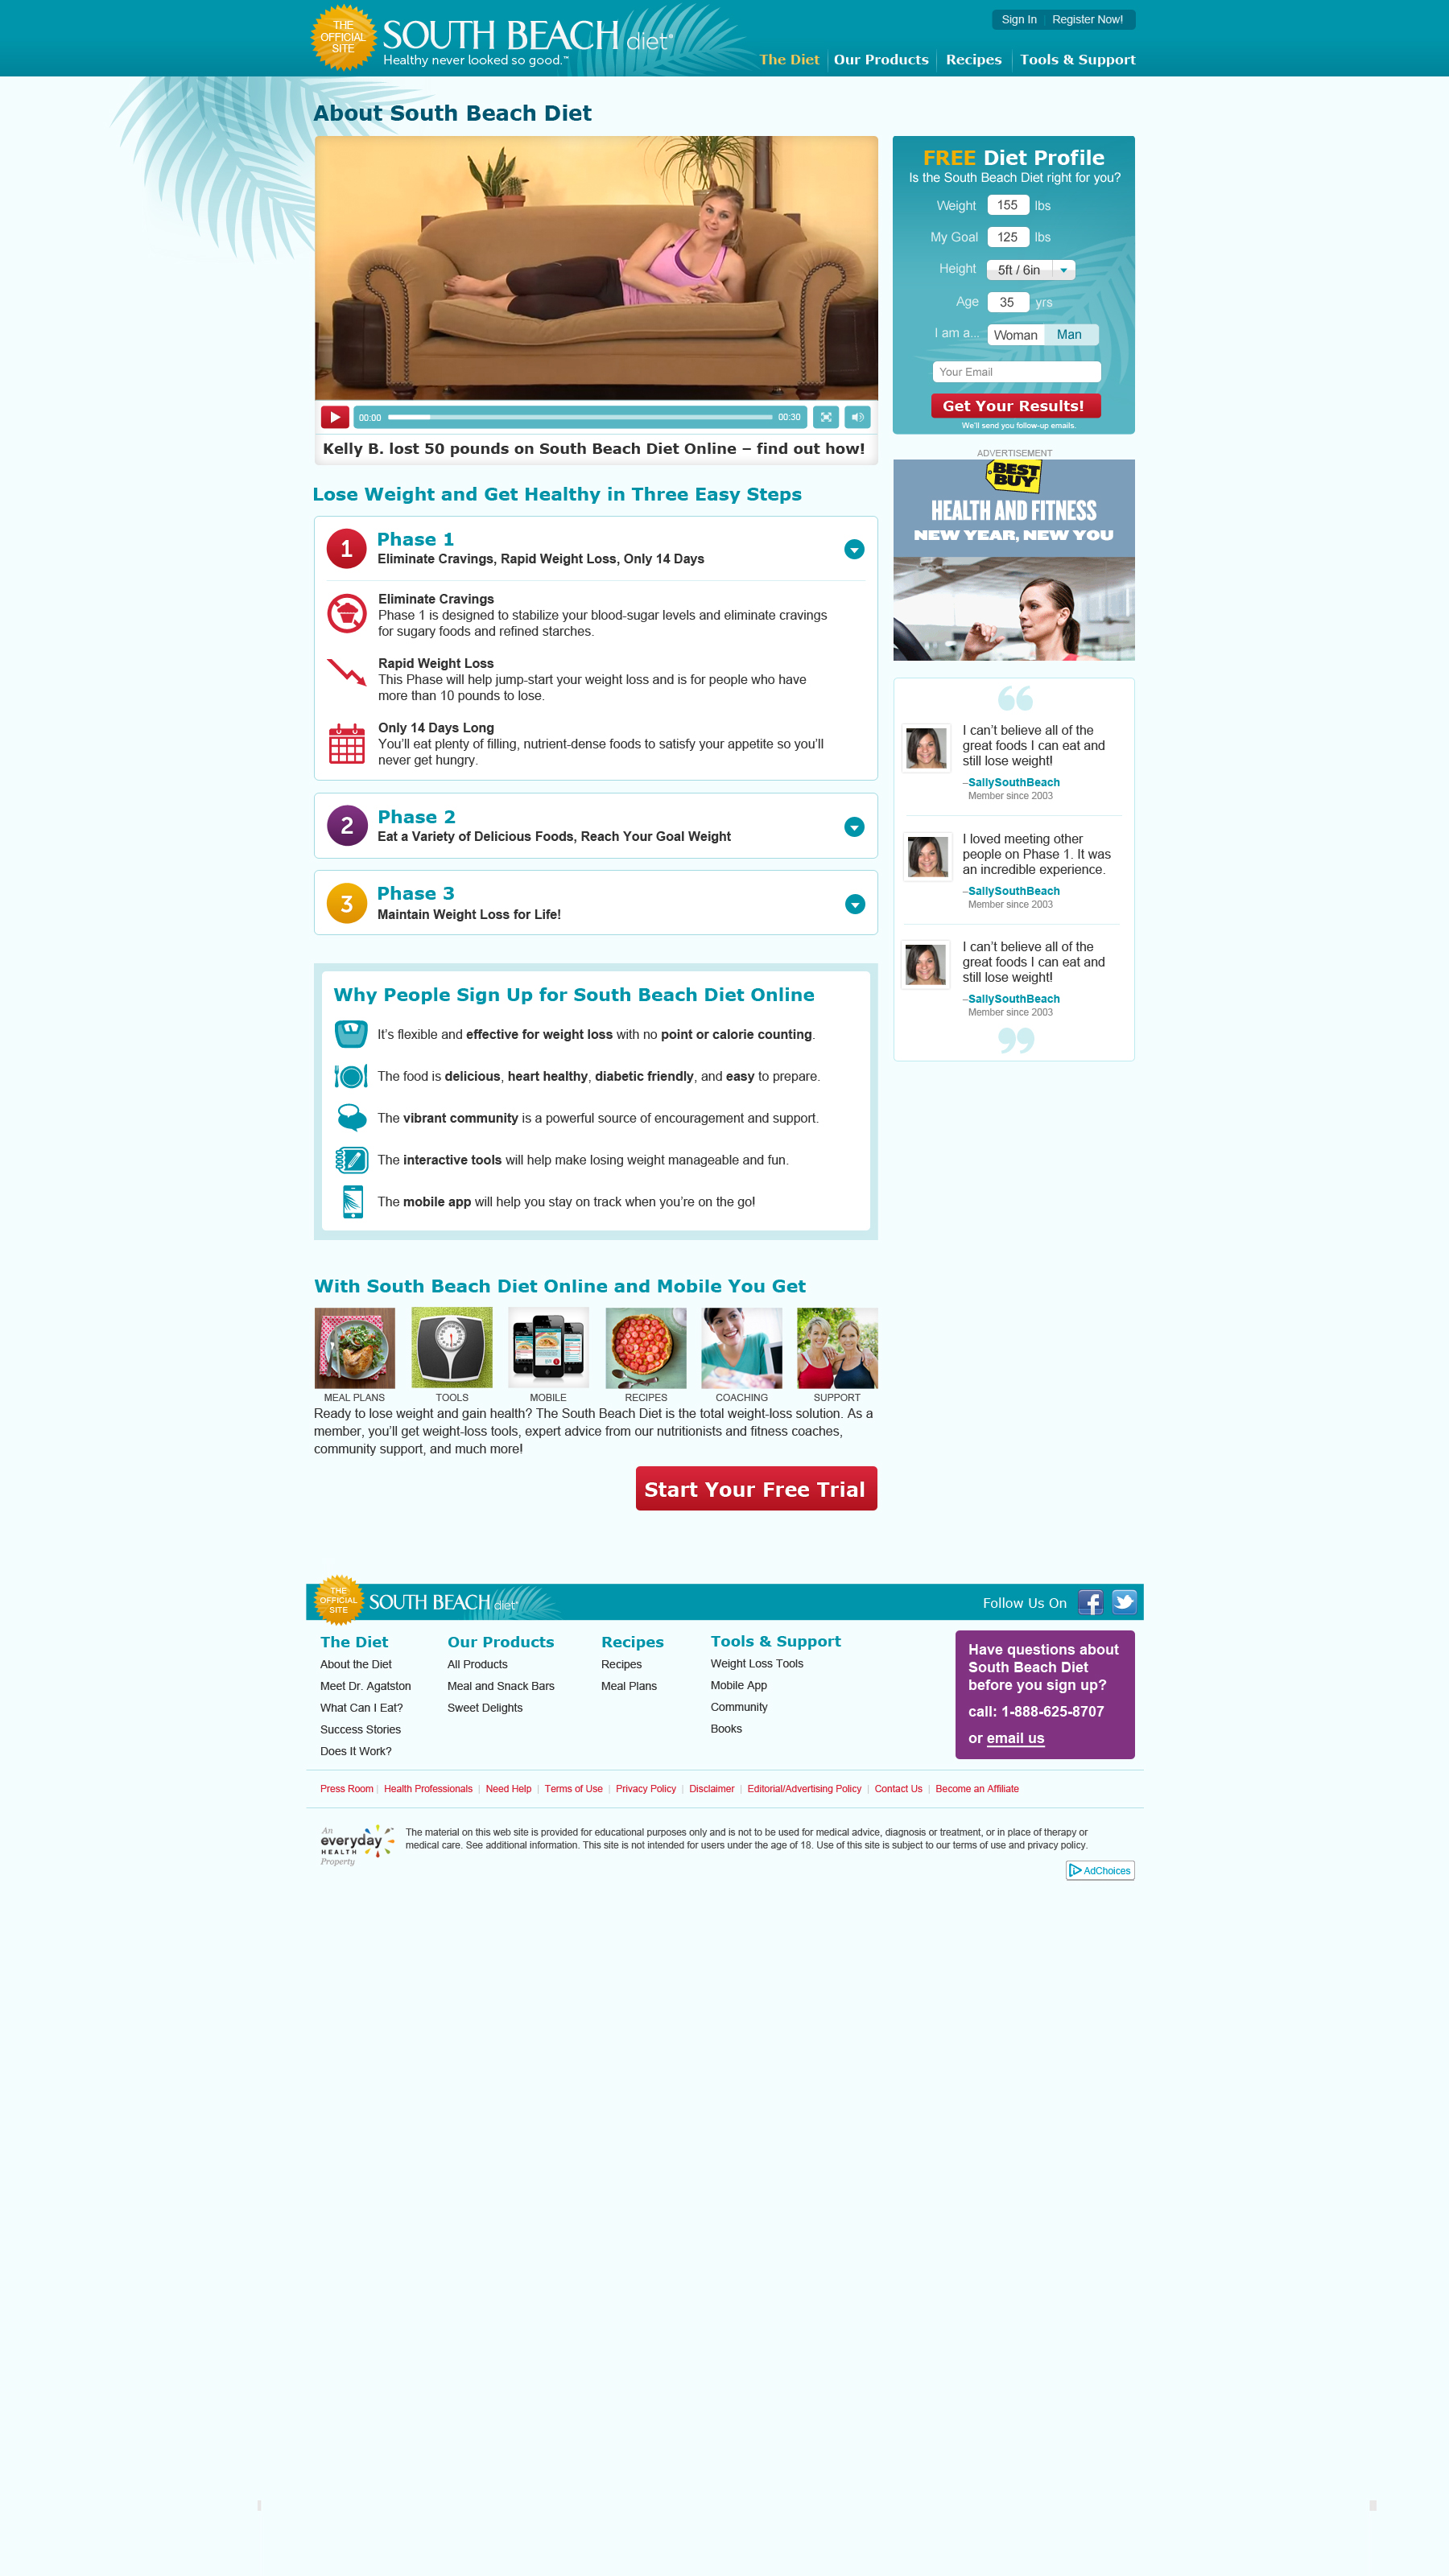 THE
OFFICIAL
SITE
SOUTH BEACH diet®
Healthy never looked so good.™
Sign In | Register Now!
The Diet | Our Products | Recipes | Tools & Support
About South Beach Diet
00:00
00:30
Kelly B. lost 50 pounds on South Beach Diet Online – find out how!
FREE Diet Profile
Is the South Beach Diet right for you?
Weight 155 lbs
My Goal 125 lbs
Height 5ft / 6in
Age 35 yrs
I am a... Woman Man
Your Email
Get Your Results!
We'll send you follow-up emails.
ADVERTISEMENT
BEST
BUY
HEALTH AND FITNESS
NEW YEAR, NEW YOU
Lose Weight and Get Healthy in Three Easy Steps
1 Phase 1
Eliminate Cravings, Rapid Weight Loss, Only 14 Days
Eliminate Cravings
Phase 1 is designed to stabilize your blood-sugar levels and eliminate cravings
for sugary foods and refined starches.
Rapid Weight Loss
This Phase will help jump-start your weight loss and is for people who have
more than 10 pounds to lose.
Only 14 Days Long
You’ll eat plenty of filling, nutrient-dense foods to satisfy your appetite so you’ll
never get hungry.
2 Phase 2
Eat a Variety of Delicious Foods, Reach Your Goal Weight
3 Phase 3
Maintain Weight Loss for Life!
“
I can’t believe all of the
great foods I can eat and
still lose weight!
–SallySouthBeach
Member since 2003
I loved meeting other
people on Phase 1. It was
an incredible experience.
–SallySouthBeach
Member since 2003
I can’t believe all of the
great foods I can eat and
still lose weight!
–SallySouthBeach
Member since 2003
”
Why People Sign Up for South Beach Diet Online
It’s flexible and effective for weight loss with no point or calorie counting.
The food is delicious, heart healthy, diabetic friendly, and easy to prepare.
The vibrant community is a powerful source of encouragement and support.
The interactive tools will help make losing weight manageable and fun.
The mobile app will help you stay on track when you’re on the go!
With South Beach Diet Online and Mobile You Get
MEAL PLANS TOOLS MOBILE RECIPES COACHING SUPPORT
Ready to lose weight and gain health? The South Beach Diet is the total weight-loss solution. As a
member, you’ll get weight-loss tools, expert advice from our nutritionists and fitness coaches,
community support, and much more!
Start Your Free Trial
THE
OFFICIAL
SITE
SOUTH BEACH diet®
Follow Us On
The Diet
About the Diet
Meet Dr. Agatston
What Can I Eat?
Success Stories
Does It Work?
Our Products
All Products
Meal and Snack Bars
Sweet Delights
Recipes
Recipes
Meal Plans
Tools & Support
Weight Loss Tools
Mobile App
Community
Books
Have questions about
South Beach Diet
before you sign up?
call: 1-888-625-8707
or email us
Press Room | Health Professionals | Need Help | Terms of Use | Privacy Policy | Disclaimer | Editorial/Advertising Policy | Contact Us | Become an Affiliate
An
everyday
HEALTH
Property
The material on this web site is provided for educational purposes only and is not to be used for medical advice, diagnosis or treatment, or in place of therapy or
medical care. See additional information. This site is not intended for users under the age of 18. Use of this site is subject to our terms of use and privacy policy.
AdChoices